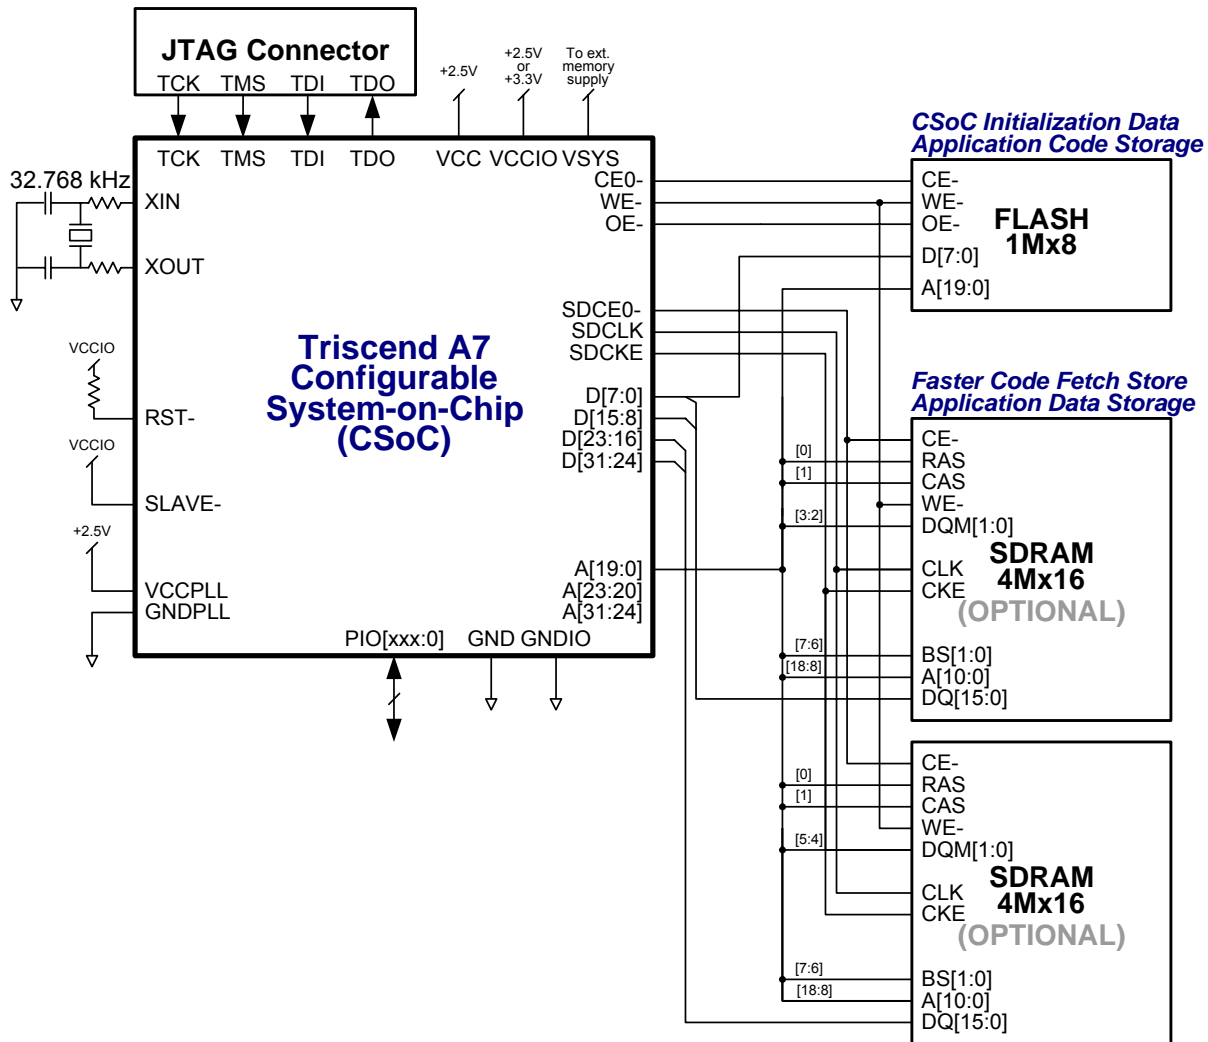 JTAG Connector
TCK TMS TDI TDO
+2.5V
+2.5V
or
+3.3V
To ext.
memory
supply
TCK TMS TDI TDO VCC VCCIO VSYS
32.768 kHz
XIN
XOUT
VCCIO
RST-
VCCIO
SLAVE-
+2.5V
VCCPLL
GNDPLL
Triscend A7
Configurable
System-on-Chip
(CSoC)
CE0-
WE-
OE-
SDCE0-
SDCLK
SDCKE
D[7:0]
D[15:8]
D[23:16]
D[31:24]
A[19:0]
A[23:20]
A[31:24]
PIO[xxx:0] GND GNDIO
CSoC Initialization Data
Application Code Storage
CE-
WE-
OE-
D[7:0]
A[19:0]
FLASH
1Mx8
Faster Code Fetch Store
Application Data Storage
[0]
[1]
[3:2]
[7:6]
[18:8]
CE-
RAS
CAS
WE-
DQM[1:0]
SDRAM
4Mx16
(OPTIONAL)
CLK
CKE
BS[1:0]
A[10:0]
DQ[15:0]
[0]
[1]
[5:4]
[7:6]
[18:8]
CE-
RAS
CAS
WE-
DQM[1:0]
SDRAM
4Mx16
(OPTIONAL)
CLK
CKE
BS[1:0]
A[10:0]
DQ[15:0]